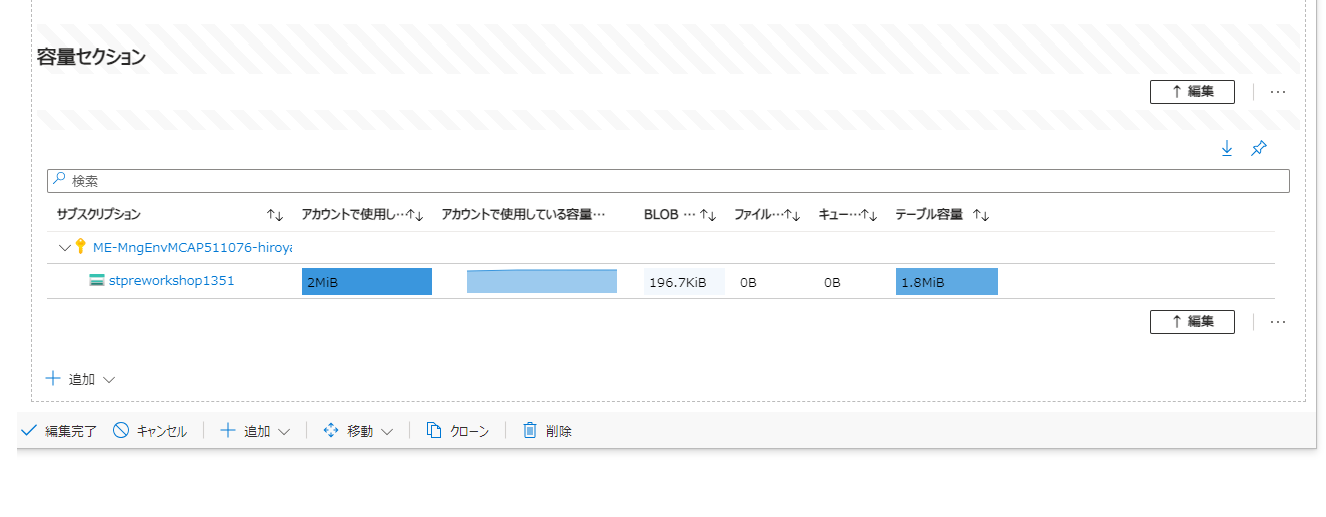 容量セクション
↑ 編集 ···
検索
サブスクリプション ↑↓ アカウントで使用し…↑↓ アカウントで使用している容量… BLOB … ↑↓ ファイル…↑↓ キュー…↑↓ テーブル容量 ↑↓
ME-MngEnvMCAP511076-hiroya
stpreworkshop1351 2MiB 196.7KiB 0B 0B 1.8MiB
↑ 編集 ···
追加
編集完了 キャンセル 追加 移動 クローン 削除